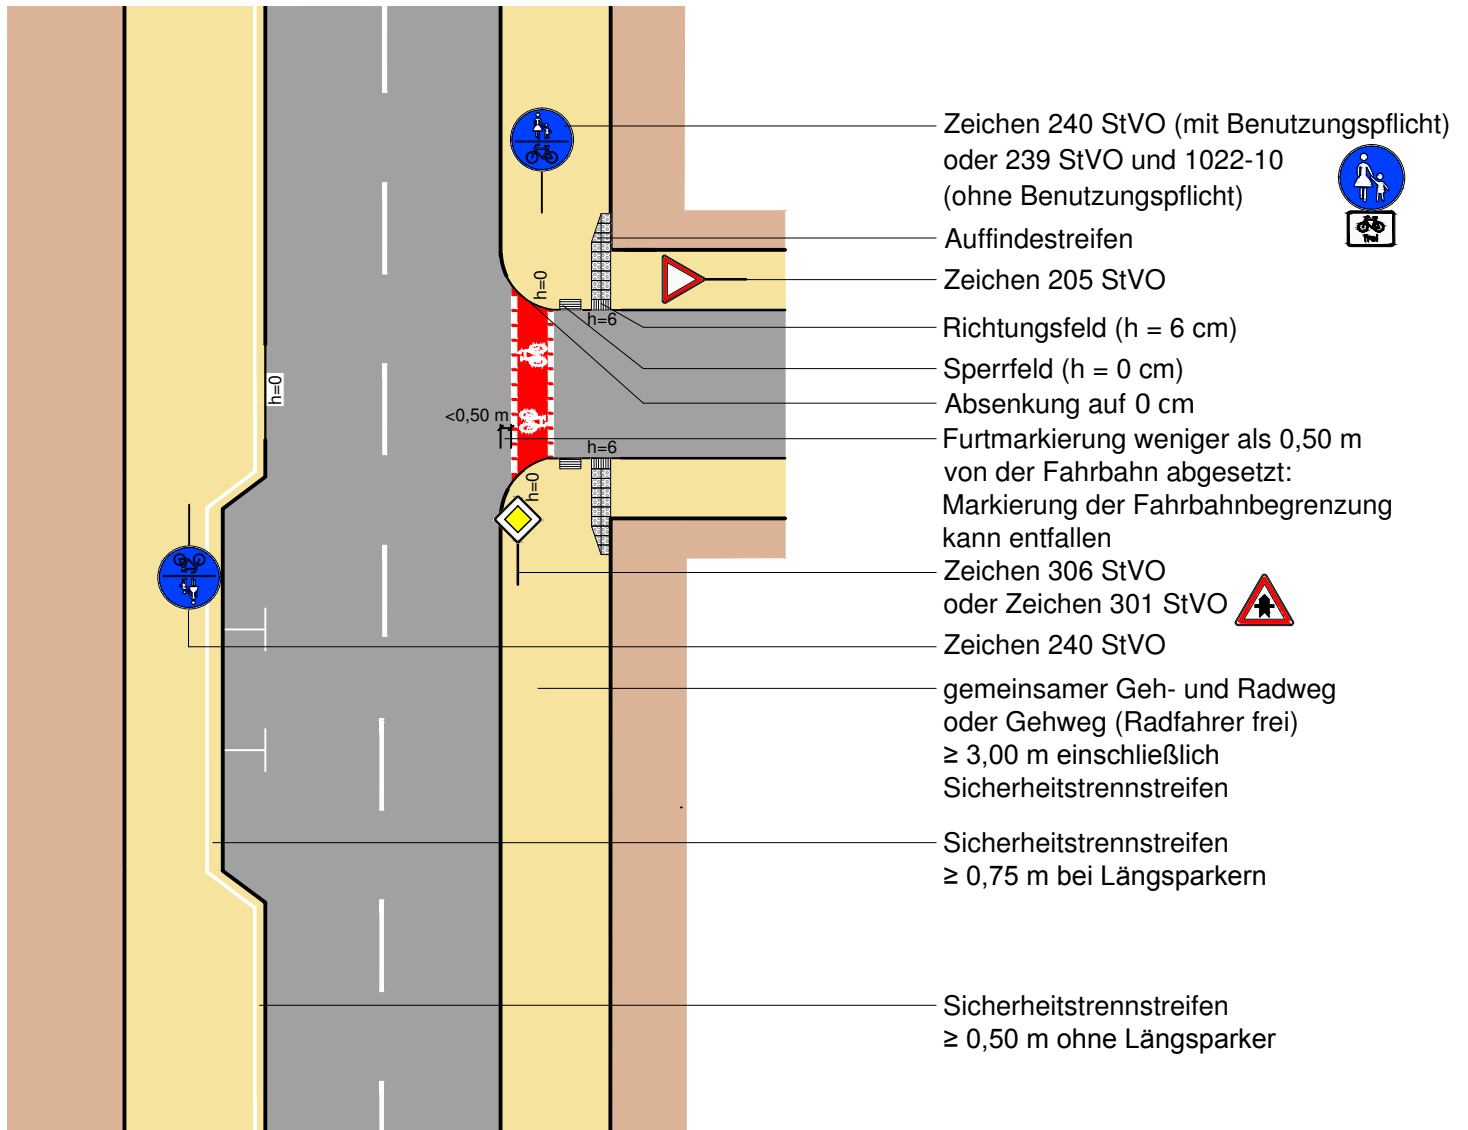 Zeichen 240 StVO (mit Benutzungspflicht)
oder 239 StVO und 1022-10
(ohne Benutzungspflicht)
frei
Auffindestreifen
Zeichen 205 StVO
Richtungsfeld (h = 6 cm)
Sperrfeld (h = 0 cm)
Absenkung auf 0 cm
Furtmarkierung weniger als 0,50 m
von der Fahrbahn abgesetzt:
Markierung der Fahrbahnbegrenzung
kann entfallen
Zeichen 306 StVO
oder Zeichen 301 StVO
Zeichen 240 StVO
gemeinsamer Geh- und Radweg
oder Gehweg (Radfahrer frei)
≥ 3,00 m einschließlich
Sicherheitstrennstreifen
Sicherheitstrennstreifen
≥ 0,75 m bei Längsparkern
Sicherheitstrennstreifen
≥ 0,50 m ohne Längsparker
h=0
h=6
h=0
<0,50 m
h=6
h=0